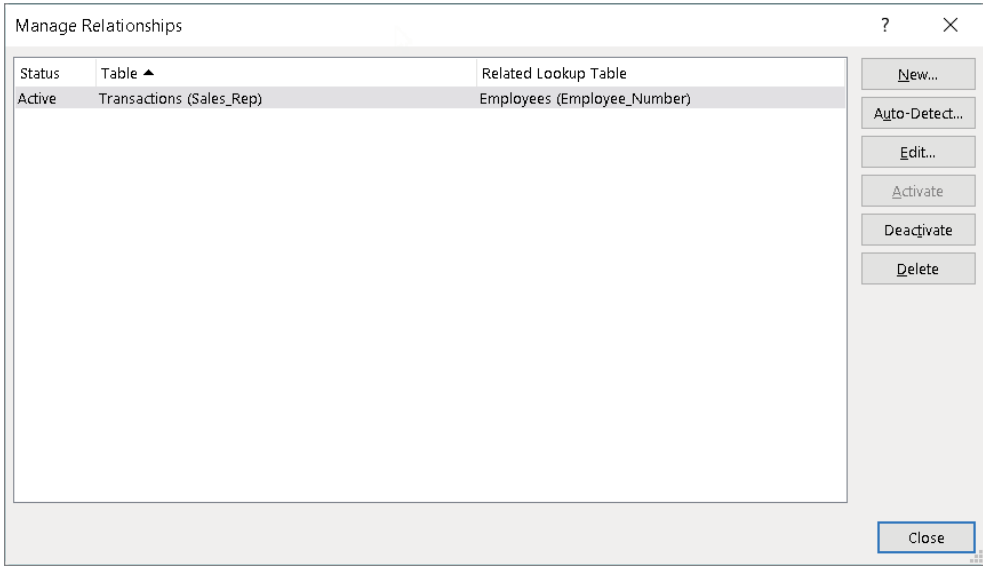 Manage Relationships ?
Status Table Related Lookup Table
Active Transactions (Sales_Rep) Employees (Employee_Number)
New...
Auto-Detect...
Edit...
Activate
Deactivate
Delete
Close